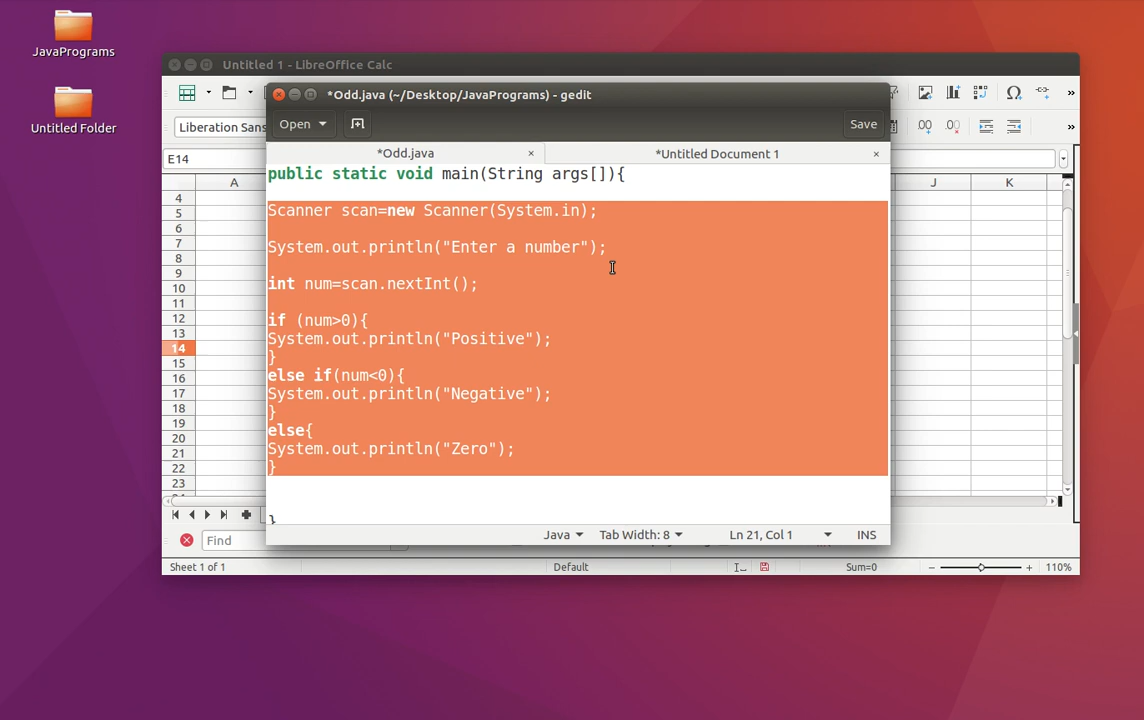 JavaPrograms
Untitled Folder
Untitled 1 - LibreOffice Calc
*Odd.java (~/Desktop/JavaPrograms) - gedit
Open
Save
Liberation Sans
E14
*Odd.java ×
*Untitled Document 1 ×
A
J K
4
5
6
7
8
9
10
11
12
13
14
15
16
17
18
19
20
21
22
23
public static void main(String args[]){
Scanner scan=new Scanner(System.in);
System.out.println("Enter a number");
int num=scan.nextInt();
if (num>0){
System.out.println("Positive");
}
else if(num<0){
System.out.println("Negative");
}
else{
System.out.println("Zero");
}
}
Java Tab Width: 8 Ln 21, Col 1 INS
Find
Sheet 1 of 1 Default Sum=0 110%